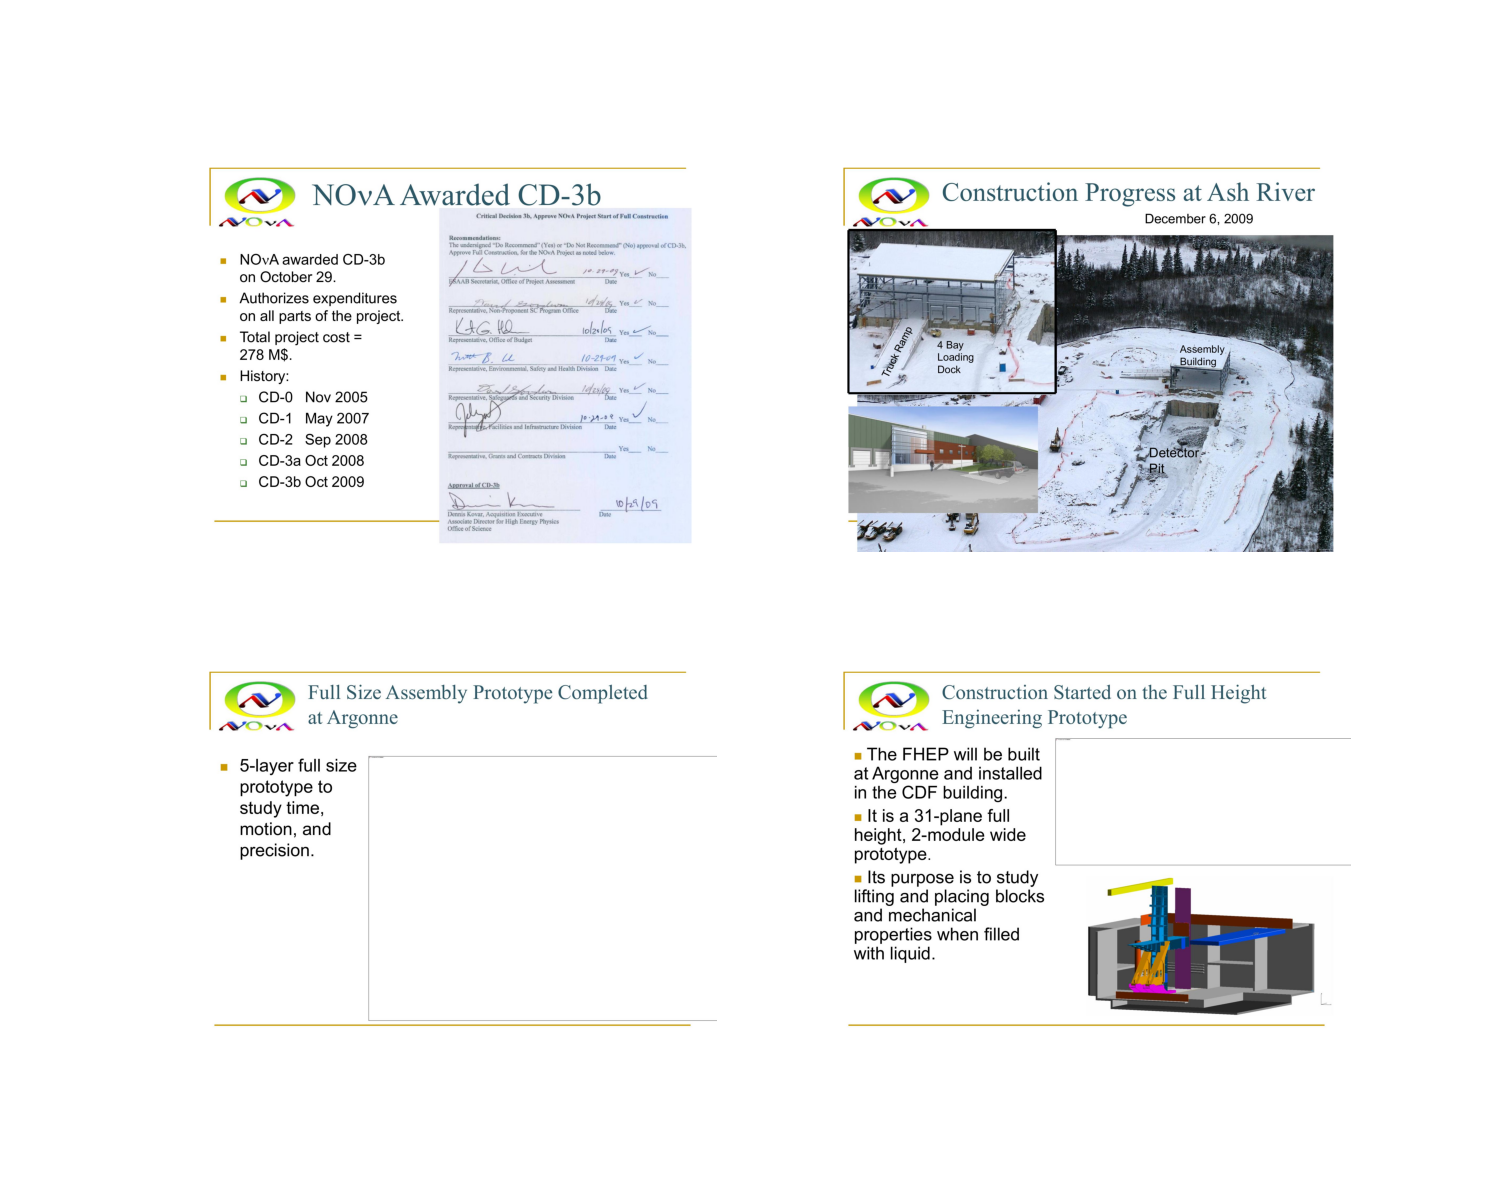 NOνA Awarded CD-3b
NOνA
NOνA awarded CD-3b
on October 29.
Authorizes expenditures
on all parts of the project.
Total project cost =
278 M$.
History:
CD-0 Nov 2005
CD-1 May 2007
CD-2 Sep 2008
CD-3a Oct 2008
CD-3b Oct 2009
Critical Decision 3b, Approve NOvA Project Start of Full Construction
Recommendations:
The undersigned "Do Recommend" (Yes) or "Do Not Recommend" (No) approval of CD-3b,
Approve Full Construction, for the NOvA Project as noted below.
10-29-09 Yes No
ESAAB Secretariat, Office of Project Assessment Date
Yes No
Representative, Non-Proponent SC Program Office Date
Yes No
Representative, Office of Budget Date
10-29-09 Yes No
Representative, Environmental, Safety and Health Division Date
Yes No
Representative, Safeguards and Security Division Date
10-29-09 Yes No
Representative, Facilities and Infrastructure Division Date
Yes No
Representative, Grants and Contracts Division Date
Approval of CD-3b
10/29/09
Dennis Kovar, Acquisition Executive Date
Associate Director for High Energy Physics
Office of Science
Construction Progress at Ash River
NOνA
December 6, 2009
Truck Ramp
4 Bay
Loading
Dock
Assembly
Building
Detector
Pit
Full Size Assembly Prototype Completed
at Argonne
NOνA
5-layer full size
prototype to
study time,
motion, and
precision.
Construction Started on the Full Height
Engineering Prototype
NOνA
The FHEP will be built
at Argonne and installed
in the CDF building.
It is a 31-plane full
height, 2-module wide
prototype.
Its purpose is to study
lifting and placing blocks
and mechanical
properties when filled
with liquid.